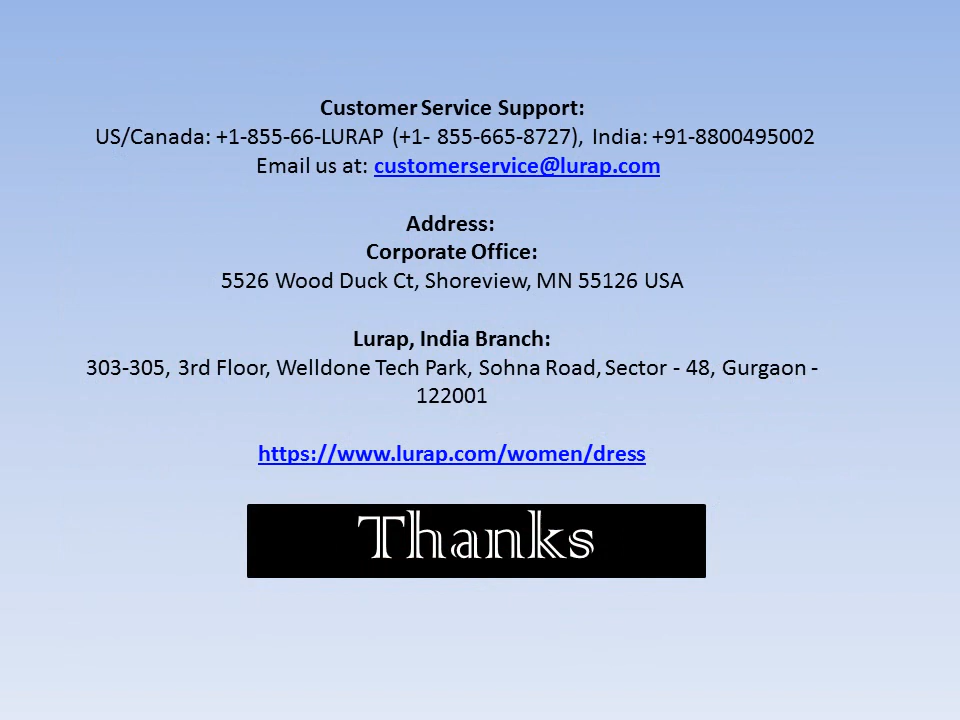 Customer Service Support:
US/Canada: +1-855-66-LURAP (+1- 855-665-8727), India: +91-8800495002
Email us at: customerservice@lurap.com
Address:
Corporate Office:
5526 Wood Duck Ct, Shoreview, MN 55126 USA
Lurap, India Branch:
303-305, 3rd Floor, Welldone Tech Park, Sohna Road, Sector - 48, Gurgaon -
122001
https://www.lurap.com/women/dress
Thanks